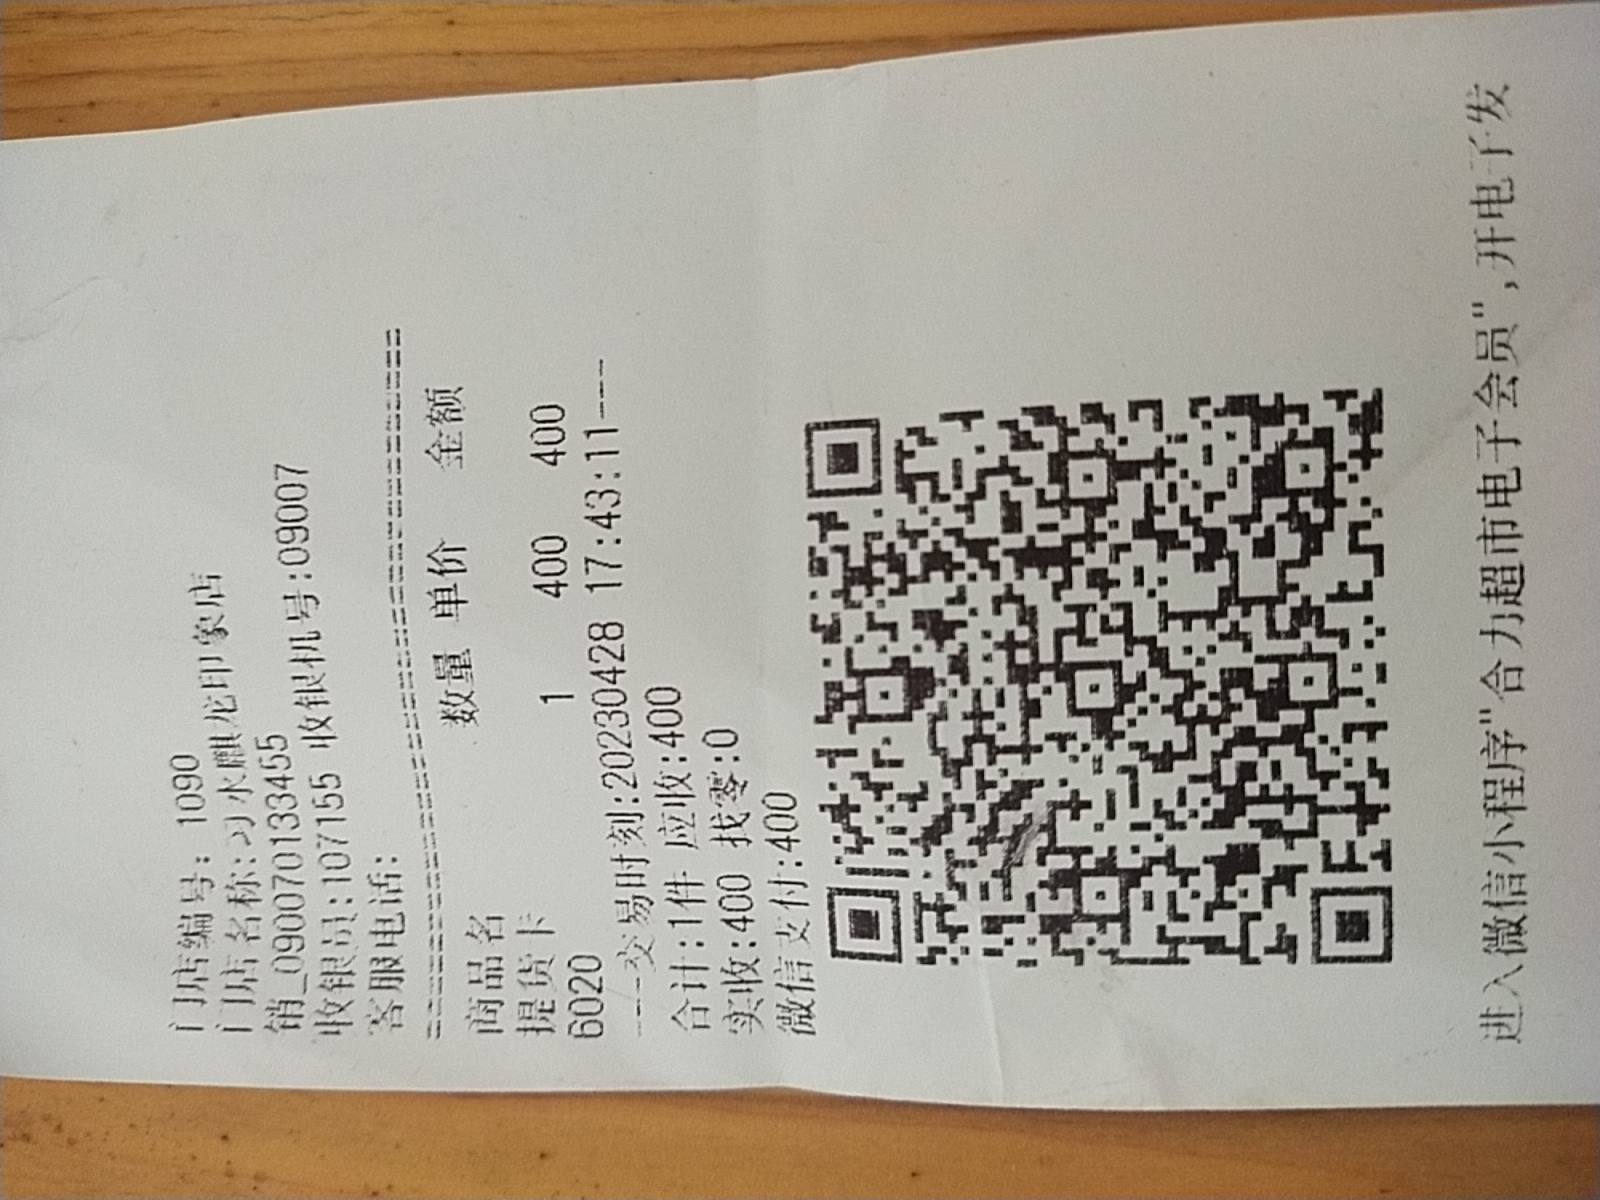 门店编号: 1090
门店名称:习水麒龙印象店
销_090070133455
收银员:107155 收银机号:09007
客服电话:
================================
商品名 数量 单价 金额
提货卡 1 400 400
6020
---交易时刻:20230428 17:43:11---
合计:1件 应收:400
实收:400 找零:0
微信支付:400
进入微信小程序"合力超市电子会员",开电子发